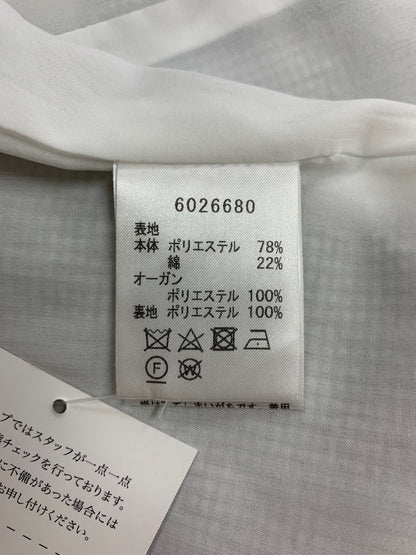 6026680
表地
本体 ポリエステル 78%
綿 22%
オーガン
ポリエステル 100%
裏地 ポリエステル 100%
F
W
プではスタッフが一点一点
チェックを行っております。
に不備があった場合には
お申し付けください。